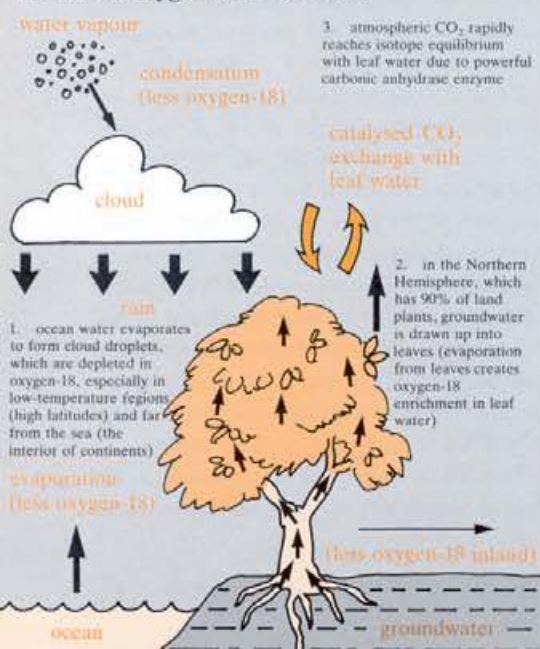 water vapour
condensation
(less oxygen-18)
3. atmospheric CO₂ rapidly
reaches isotope equilibrium
with leaf water due to powerful
carbonic anhydrase enzyme
catalysed CO₂
exchange with
leaf water
cloud
rain
1. ocean water evaporates
to form cloud droplets,
which are depleted in
oxygen-18, especially in
low-temperature regions
(high latitudes) and far
from the sea (the
interior of continents)
2. in the Northern
Hemisphere, which
has 90% of land
plants, groundwater
is drawn up into
leaves (evaporation
from leaves creates
oxygen-18
enrichment in leaf
water)
evaporation
(less oxygen-18)
(less oxygen-18 inland)
ocean
groundwater